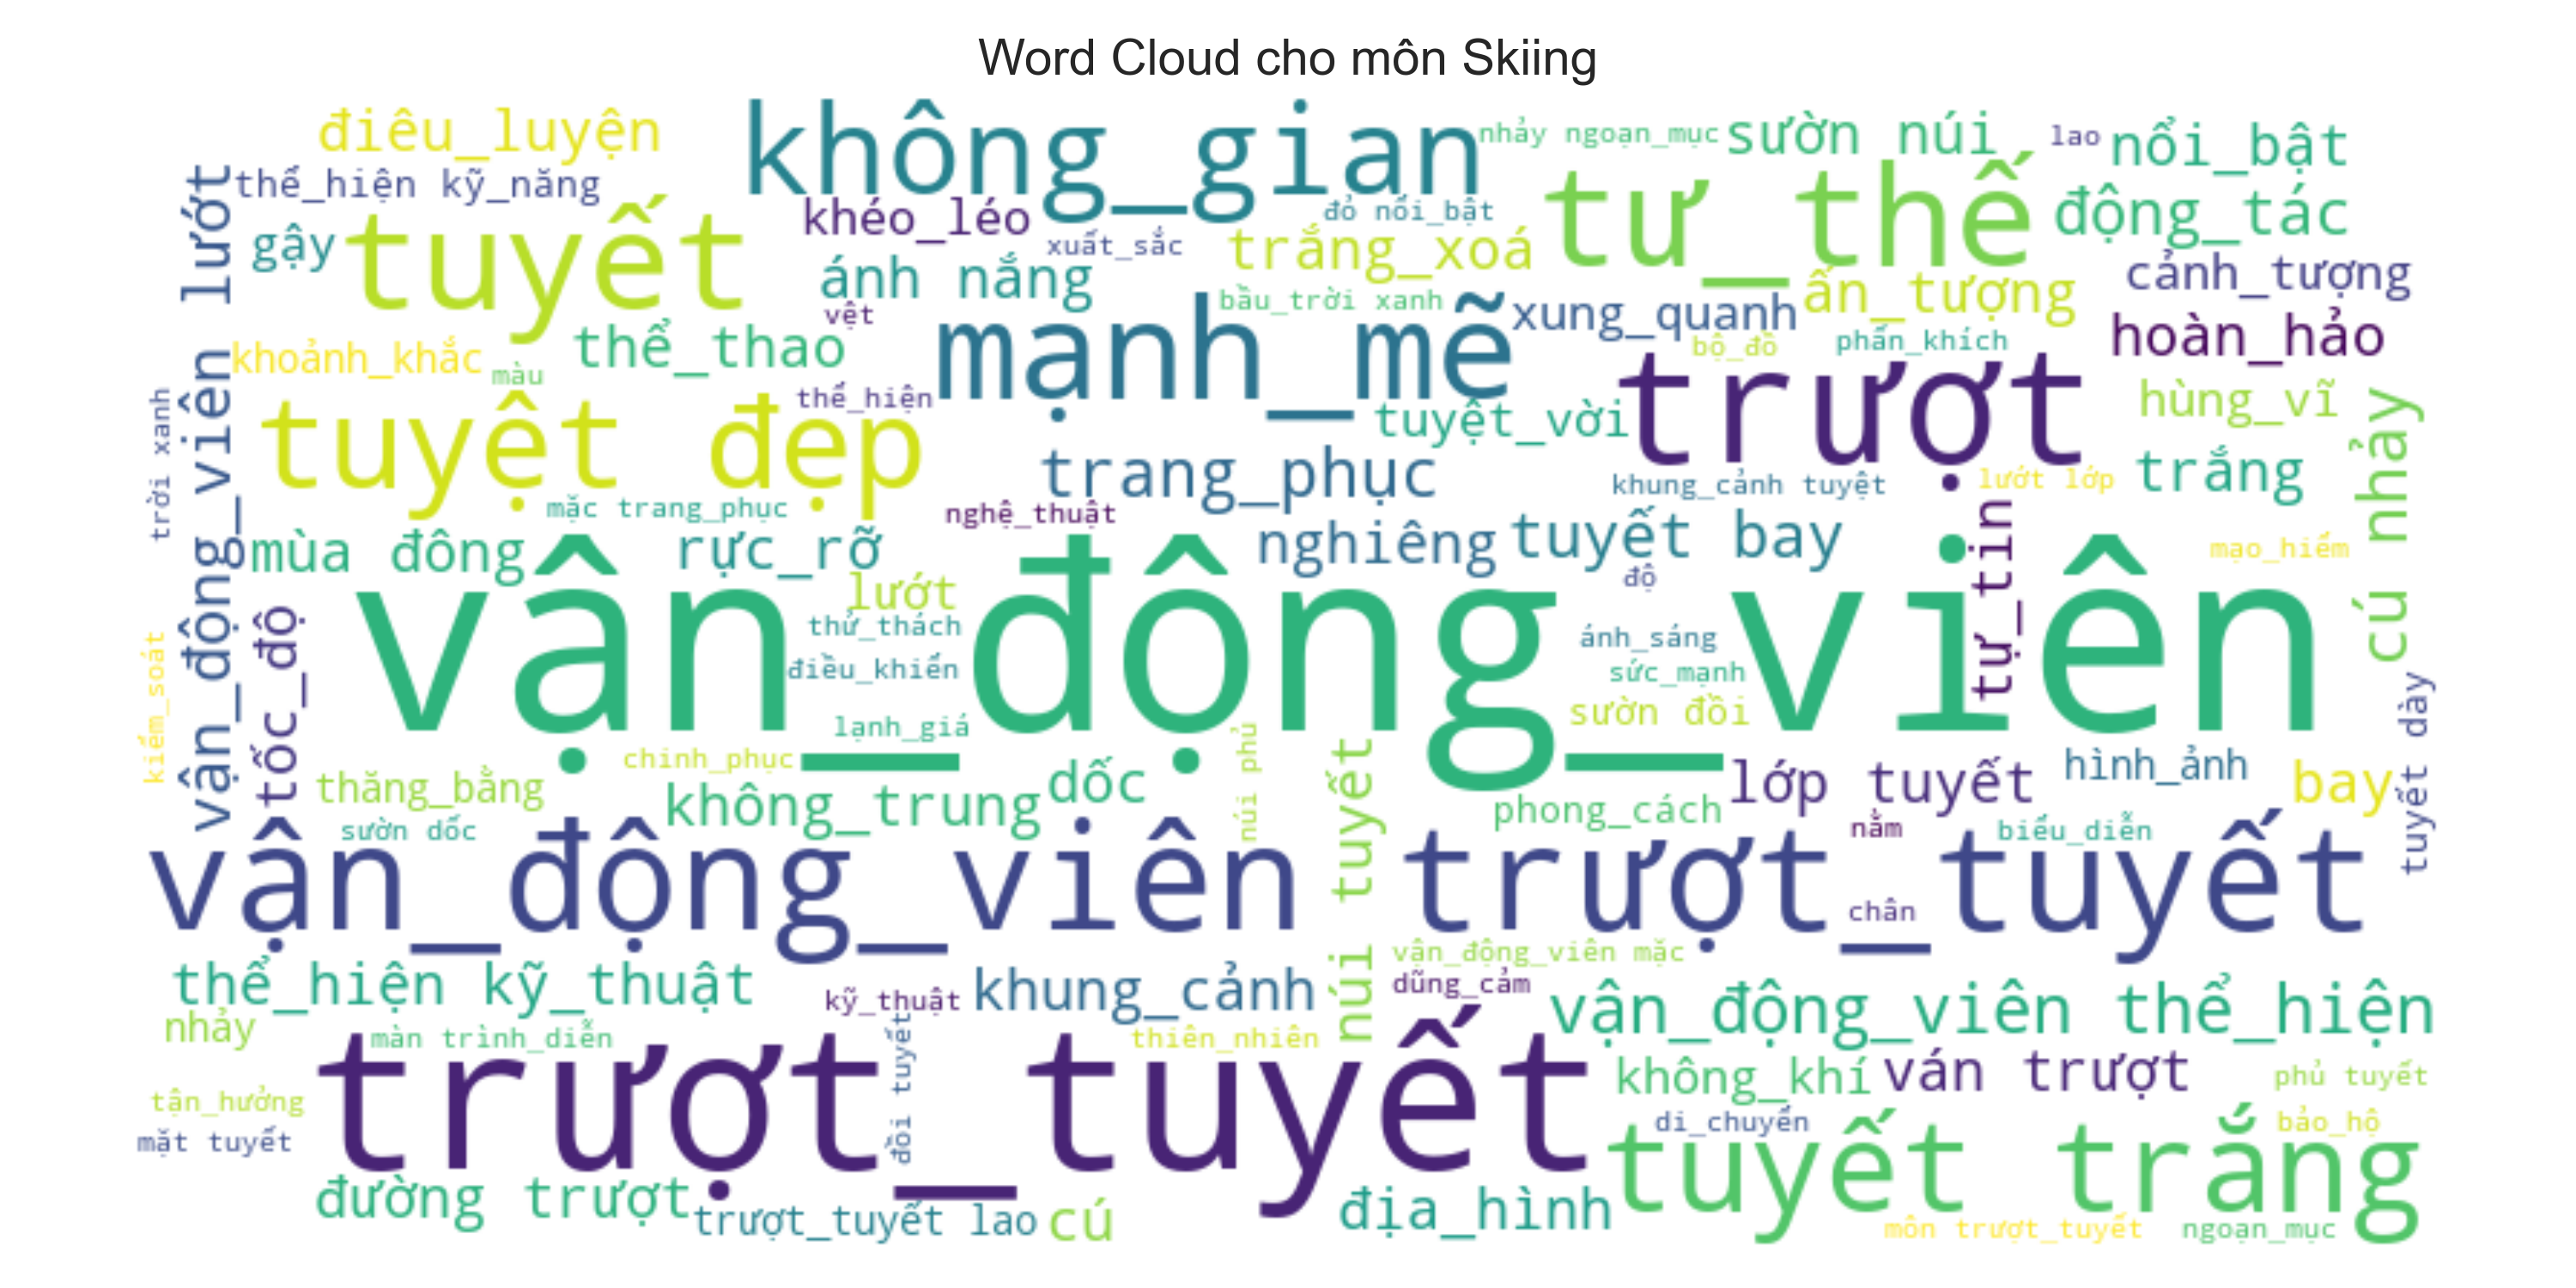 Word Cloud cho môn Skiing
điêu_luyện
không_gian
nhảy ngoạn_mục
sườn núi
lao
nổi_bật
thể_hiện kỹ_năng
tuyết
khéo_léo
đỏ nổi_bật
tư_thế
động_tác
gậy
xuất_sắc
trắng_xoá
ánh nắng
cảnh_tượng
vận_động_viên lướt
vệt
bầu_trời xanh
mạnh_mẽ
xung_quanh
ấn_tượng
khoảnh_khắc
thể_thao
bộ_đồ
phấn_khích
hoàn_hảo
màu
thể_hiện
trượt
hùng_vĩ
trời xanh
tuyệt đẹp
tuyệt_vời
cú nhảy
trang_phục
khung_cảnh tuyệt
lướt lớp
trắng
mặc trang_phục
nghệ_thuật
mùa đông
rực_rỡ
nghiêng
tuyết bay
tự_tin
mạo_hiểm
lướt
độ
vận_động_viên
thử_thách
ánh_sáng
kiểm_soát
tốc_độ
điều_khiển
sức_mạnh
lạnh_giá
sườn đồi
tuyết dày
chinh_phục
núi phủ
núi tuyết
thăng_bằng
không_trung
dốc
lớp tuyết
hình_ảnh
bay
phong_cách
sườn dốc
nằm
biểu_diễn
vận_động_viên trượt_tuyết
chân
vận_động_viên mặc
thể_hiện kỹ_thuật
kỹ_thuật
khung_cảnh
dũng_cảm
vận_động_viên thể_hiện
nhảy
màn trình_diễn
đồi tuyết
thiên_nhiên
trượt_tuyết
không_khí
ván trượt
phủ tuyết
tận_hưởng
di_chuyển
bảo_hộ
mặt tuyết
tuyết trắng
đường trượt
trượt_tuyết lao
cú
địa_hình
môn trượt_tuyết
ngoạn_mục